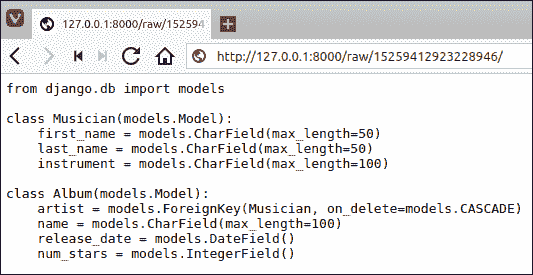 127.0.0.1:8000/raw/15259
http://127.0.0.1:8000/raw/15259412923228946/
from django.db import models

class Musician(models.Model):
    first_name = models.CharField(max_length=50)
    last_name = models.CharField(max_length=50)
    instrument = models.CharField(max_length=100)

class Album(models.Model):
    artist = models.ForeignKey(Musician, on_delete=models.CASCADE)
    name = models.CharField(max_length=100)
    release_date = models.DateField()
    num_stars = models.IntegerField()